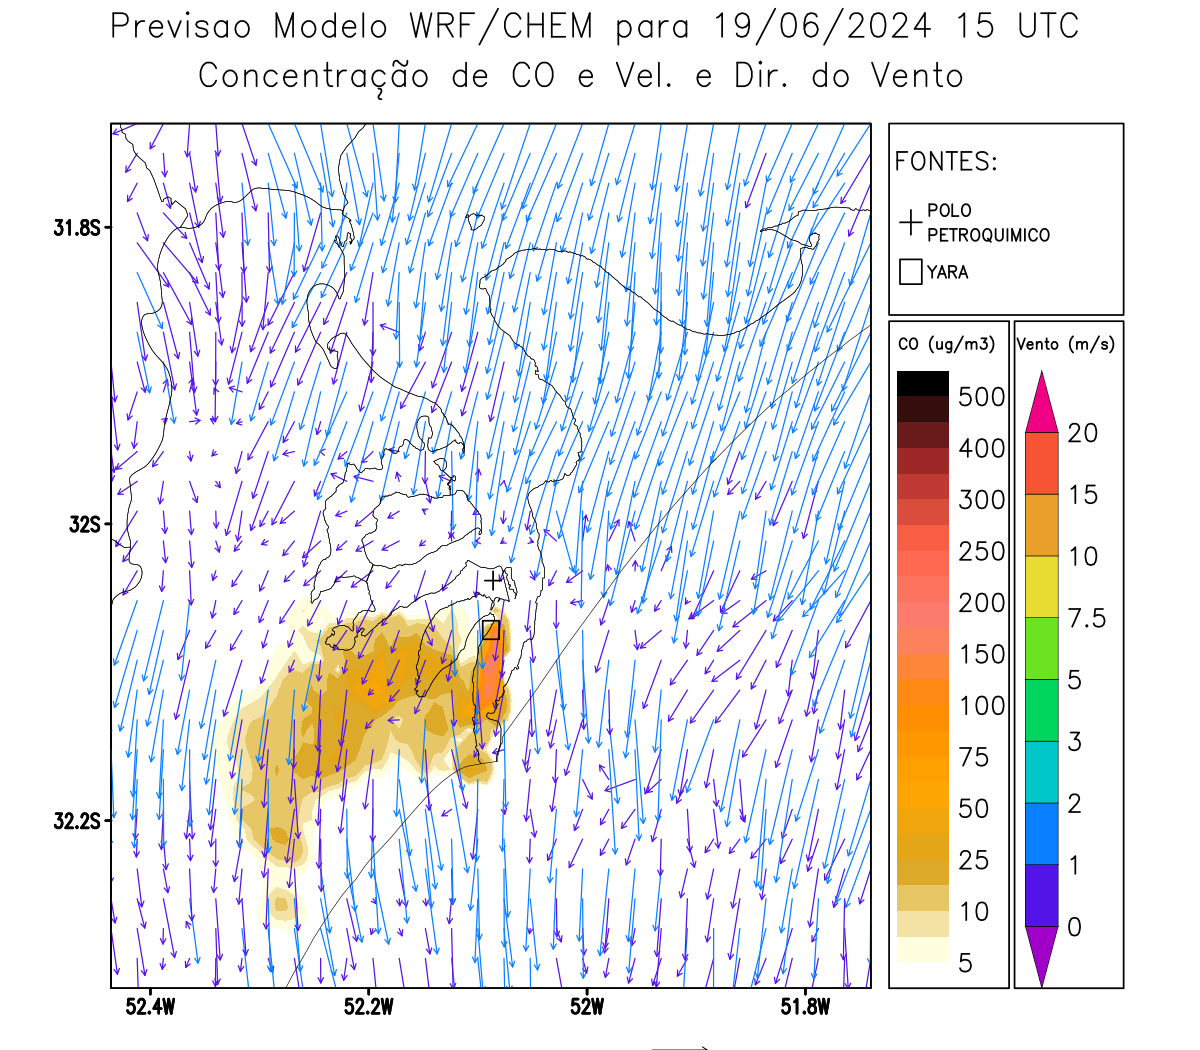 Previsao Modelo WRF/CHEM para 19/06/2024 15 UTC
Concentração de CO e Vel. e Dir. do Vento
FONTES:
POLO
PETROQUIMICO
YARA
CO (ug/m3)
500
400
300
250
200
150
100
75
50
25
10
5
Vento (m/s)
20
15
10
7.5
5
3
2
1
0
31.8S
32S
32.2S
52.4W
52.2W
52W
51.8W